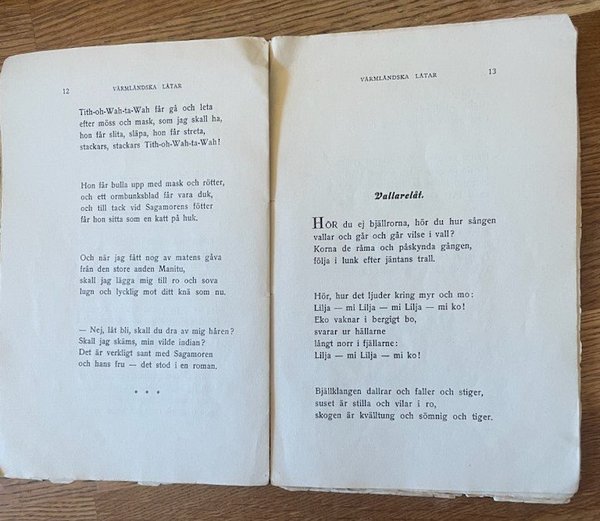 12 VÄRMLÄNDSKA LÅTAR
Tith-oh-Wah-ta-Wah får gå och leta
efter möss och mask, som jag skall ha,
hon får slita, släpa, hon får streta,
stackars, stackars Tith-oh-Wah-ta-Wah!
Hon får bulla upp med mask och rötter,
och ett ormbunksblad får vara duk,
och till tack vid Sagamorens fötter
får hon sitta som en katt på huk.
Och när jag fått nog av matens gåva
från den store anden Manitu,
skall jag lägga mig till ro och sova
lugn och lycklig mot ditt knä som nu.
— Nej, låt bli, skall du dra av mig håren?
Skall jag skäms, min vilde indian?
Det är verkligt sant med Sagamoren
och hans fru — det stod i en roman.
* * *
VÄRMLÄNDSKA LÅTAR 13
Vallarelåt.
HÖR du ej bjällrorna, hör du hur sången
vallar och går och går vilse i vall?
Korna de råma och påskynda gången,
följa i lunk efter jäntans trall.
Hör, hur det ljuder kring myr och mo:
Lilja — mi Lilja — mi Lilja — mi ko!
Eko vaknar i bergigt bo,
svarar ur hällarne
långt norr i fjällarne:
Lilja — mi Lilja — mi ko!
Bjällklangen dallrar och faller och stiger,
suset är stilla och vilar i ro,
skogen är kvälltung och sömnig och tiger.